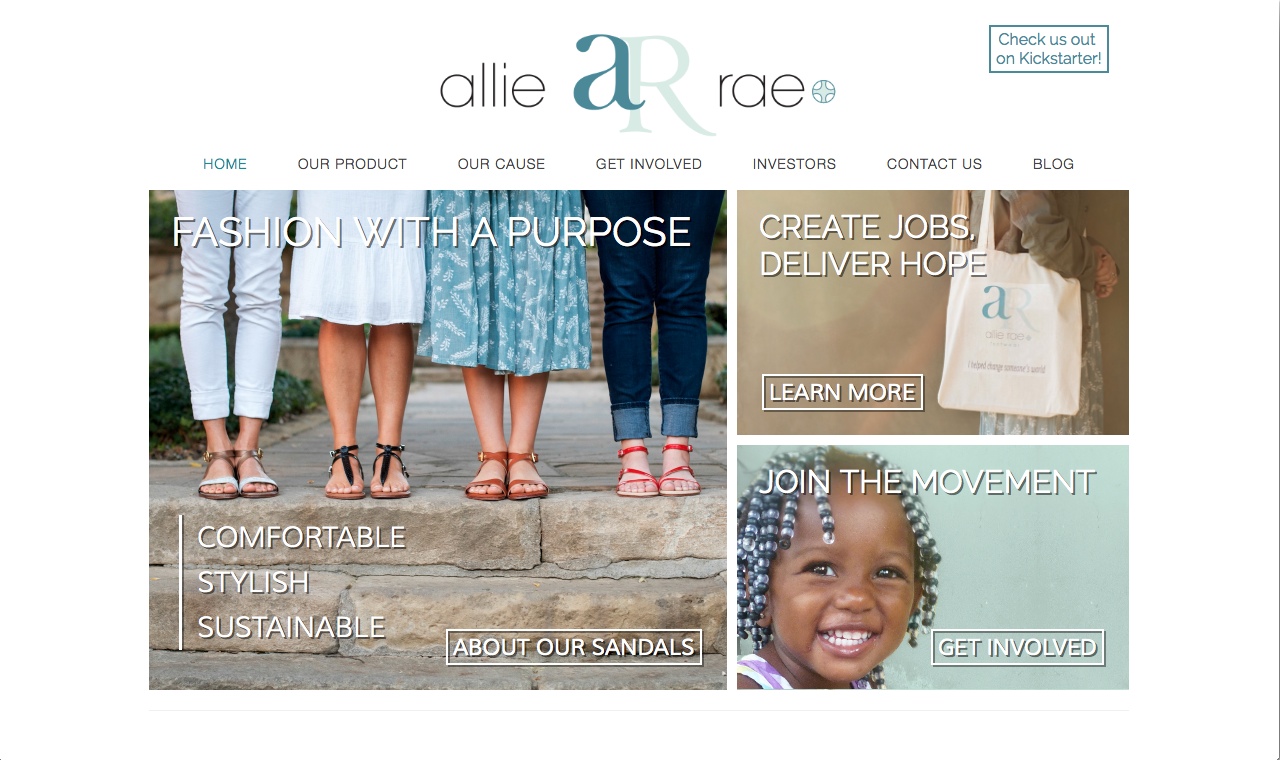 Check us out
on Kickstarter!
allie aR rae
HOME OUR PRODUCT OUR CAUSE GET INVOLVED INVESTORS CONTACT US BLOG
FASHION WITH A PURPOSE
COMFORTABLE
STYLISH
SUSTAINABLE
ABOUT OUR SANDALS
CREATE JOBS,
DELIVER HOPE
aR
allie rae
I helped change someone's world
LEARN MORE
JOIN THE MOVEMENT
GET INVOLVED